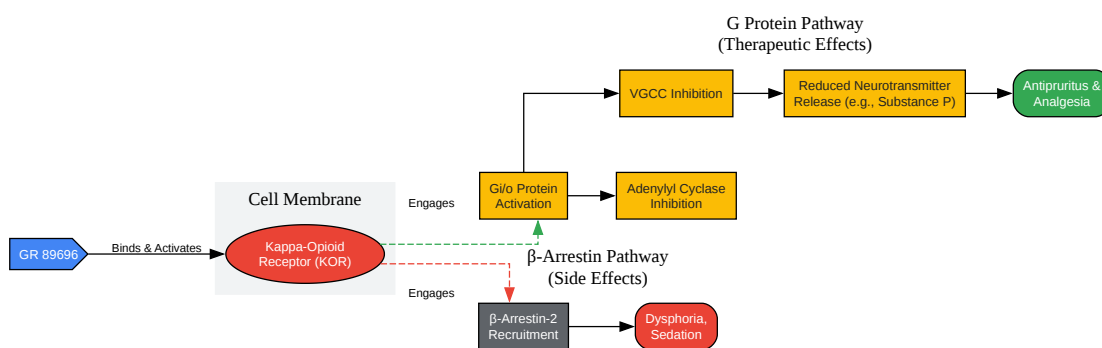 G Protein Pathway
(Therapeutic Effects)
VGCC Inhibition
Reduced Neurotransmitter
Release (e.g., Substance P)
Antipruritus &
Analgesia
Cell Membrane
Engages
Gi/o Protein
Activation
Adenylyl Cyclase
Inhibition
GR 89696
Binds & Activates
Kappa-Opioid
Receptor (KOR)
β-Arrestin Pathway
(Side Effects)
Engages
β-Arrestin-2
Recruitment
Dysphoria,
Sedation